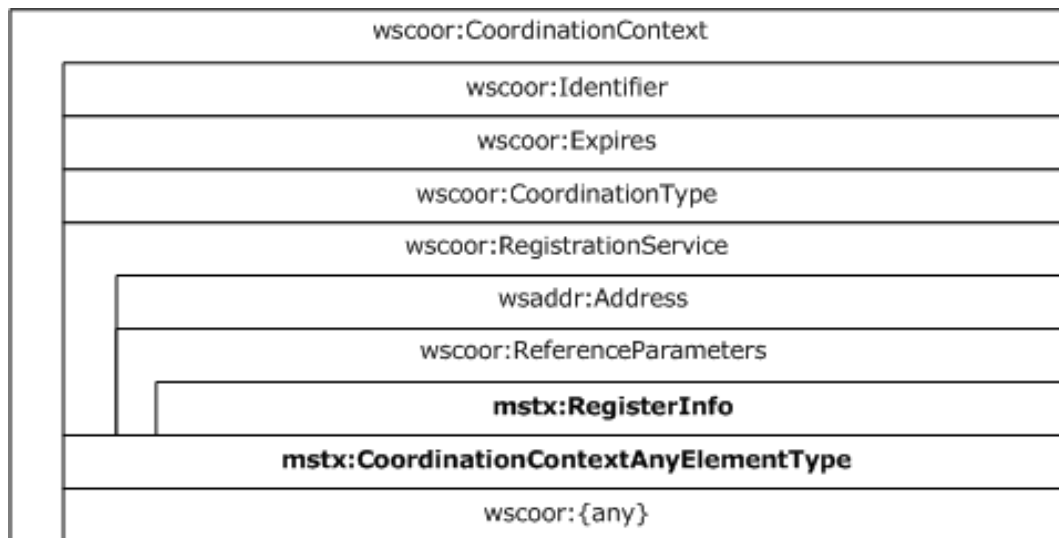 wscoor:CoordinationContext
wscoor:Identifier
wscoor:Expires
wscoor:CoordinationType
wscoor:RegistrationService
wsaddr:Address
wscoor:ReferenceParameters
mstx:RegisterInfo
mstx:CoordinationContextAnyElementType
wscoor:{any}